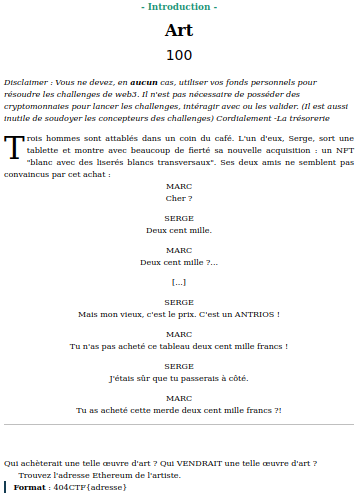 - Introduction -
Art
100
Disclaimer : Vous ne devez, en aucun cas, utiliser vos fonds personnels pour
résoudre les challenges de web3. Il n'est pas nécessaire de posséder des
cryptomonnaies pour lancer les challenges, intéragir avec ou les valider. (Il est aussi
inutile de soudoyer les concepteurs des challenges) Cordialement -La trésorerie
Trois hommes sont attablés dans un coin du café. L'un d'eux, Serge, sort une
tablette et montre avec beaucoup de fierté sa nouvelle acquisition : un NFT
"blanc avec des liserés blancs transversaux". Ses deux amis ne semblent pas
convaincus par cet achat :
MARC
Cher ?
SERGE
Deux cent mille.
MARC
Deux cent mille ?...
[...]
SERGE
Mais mon vieux, c'est le prix. C'est un ANTRIOS !
MARC
Tu n'as pas acheté ce tableau deux cent mille francs !
SERGE
J'étais sûr que tu passerais à côté.
MARC
Tu as acheté cette merde deux cent mille francs ?!
Qui achèterait une telle œuvre d'art ? Qui VENDRAIT une telle œuvre d'art ?
Trouvez l'adresse Ethereum de l'artiste.
Format : 404CTF{adresse}